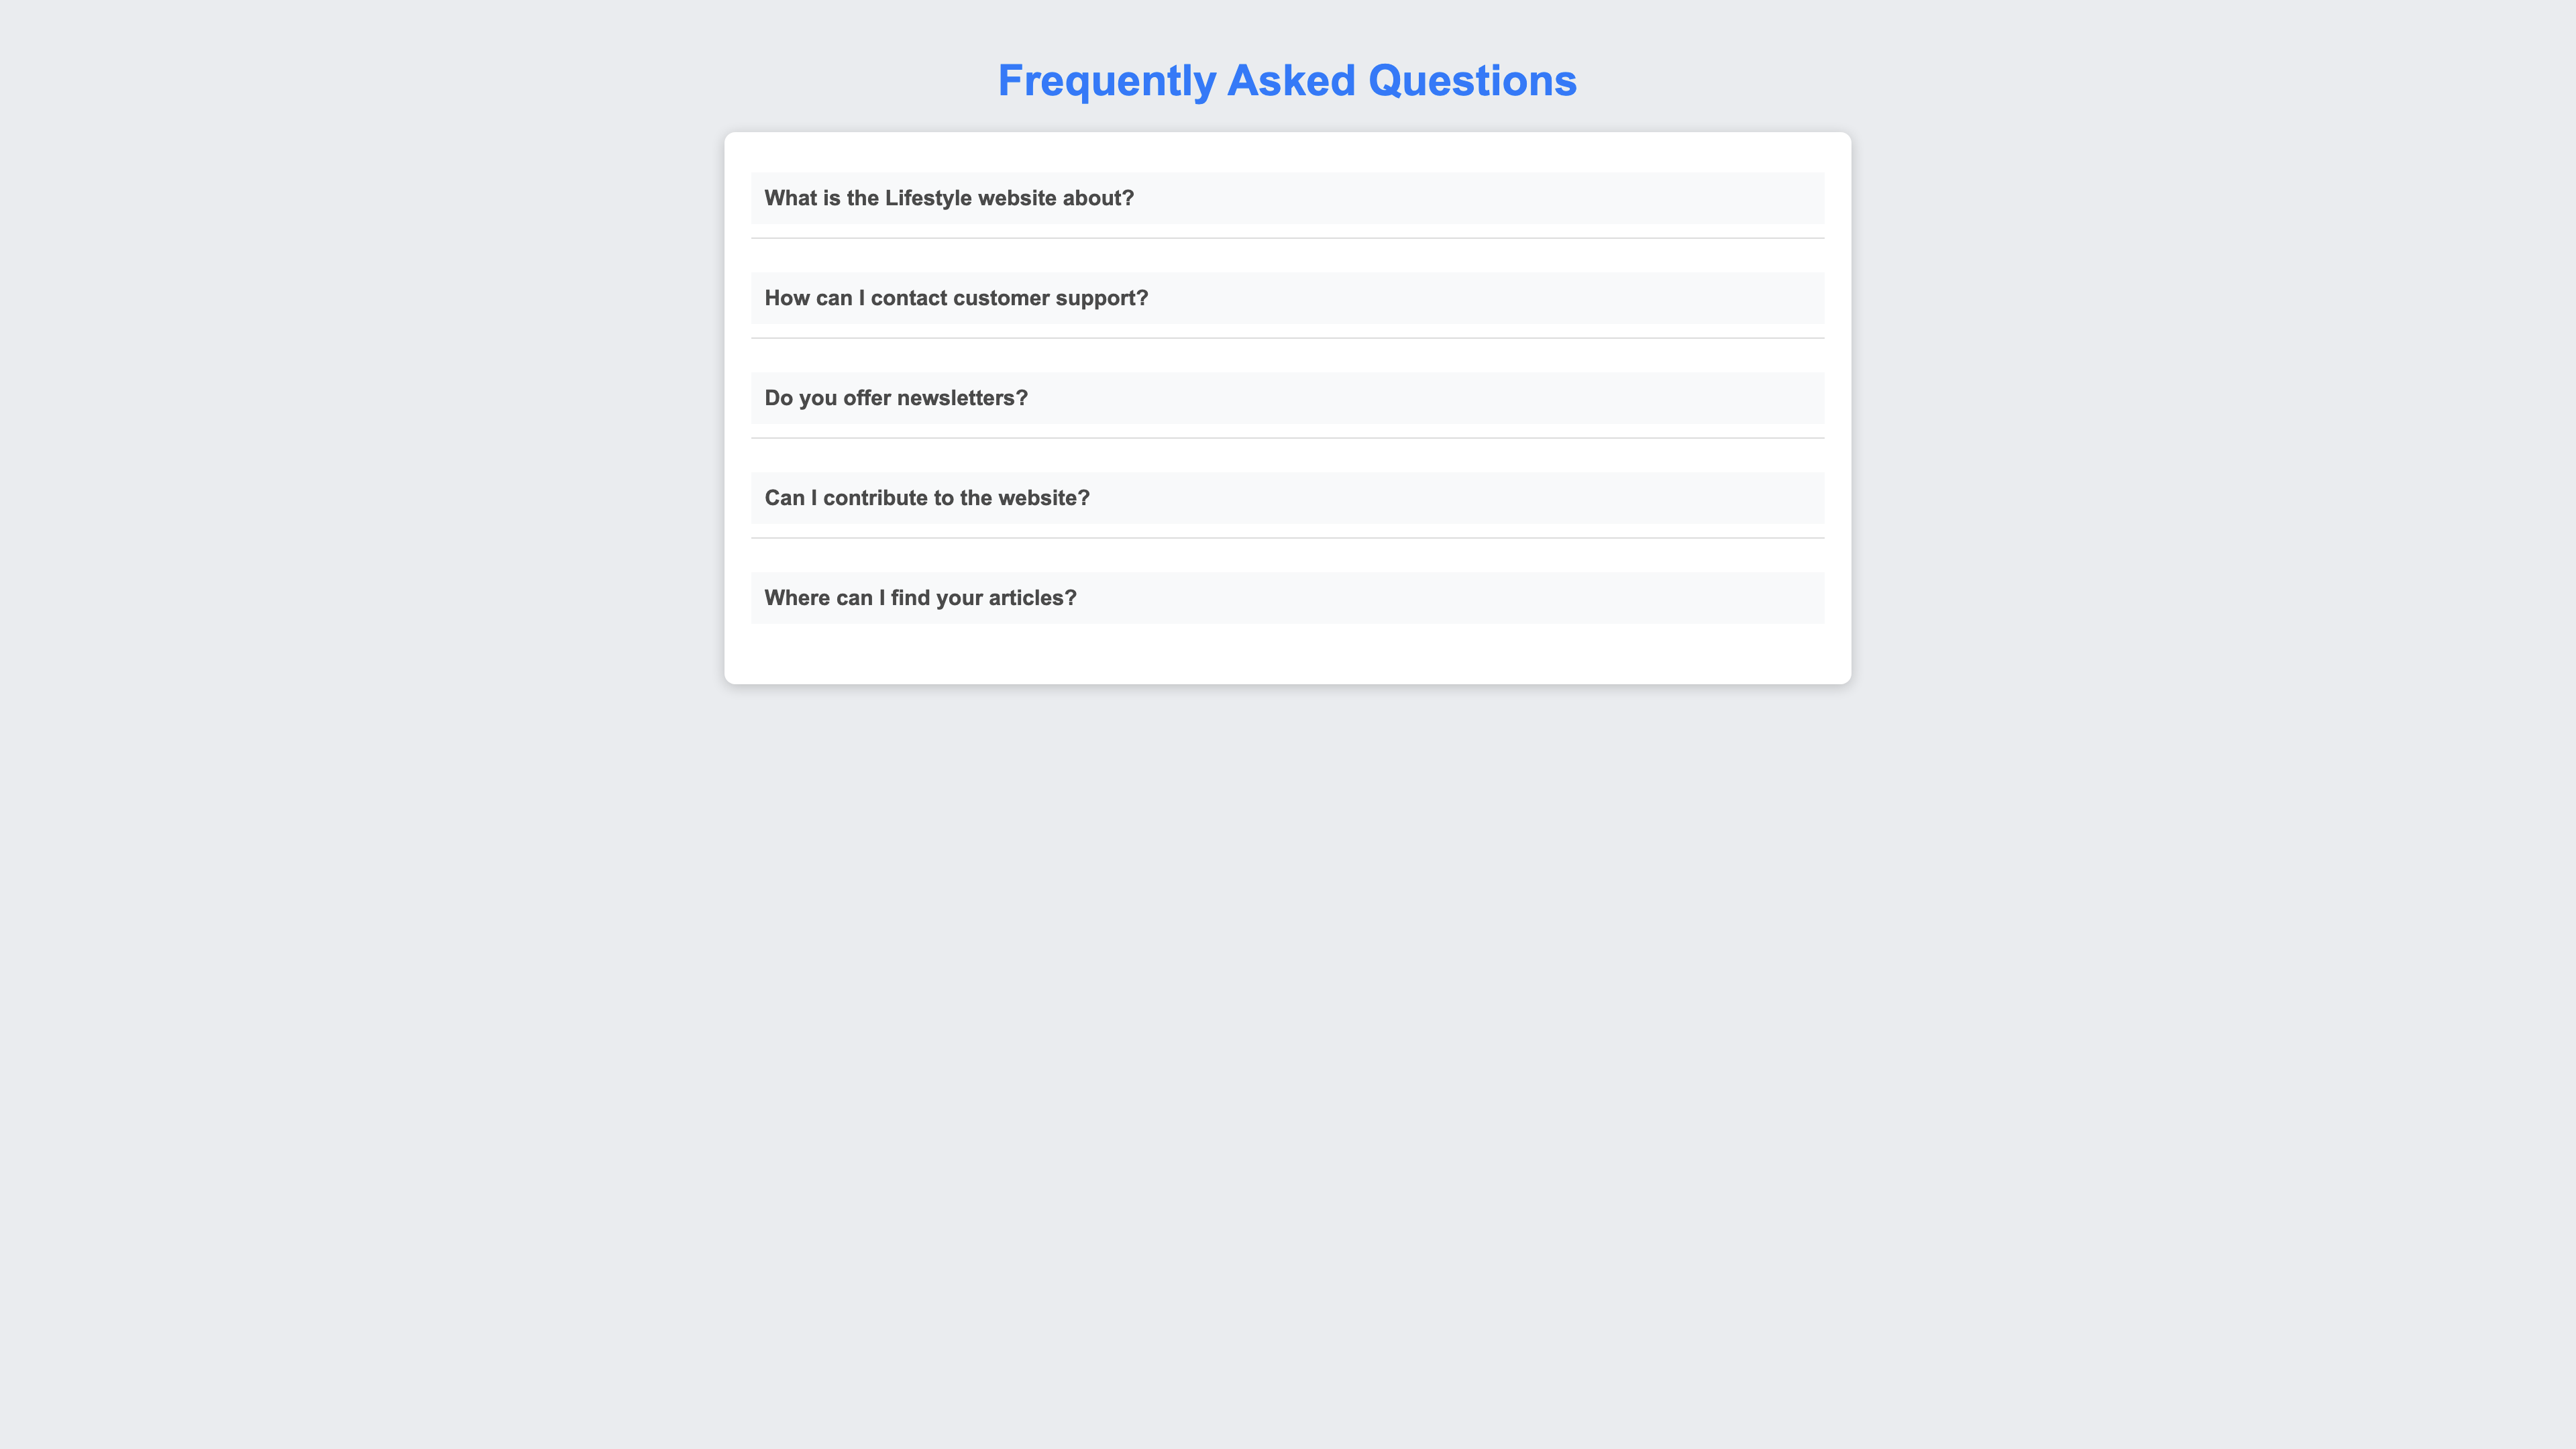 Frequently Asked Questions
What is the Lifestyle website about?
How can I contact customer support?
Do you offer newsletters?
Can I contribute to the website?
Where can I find your articles?